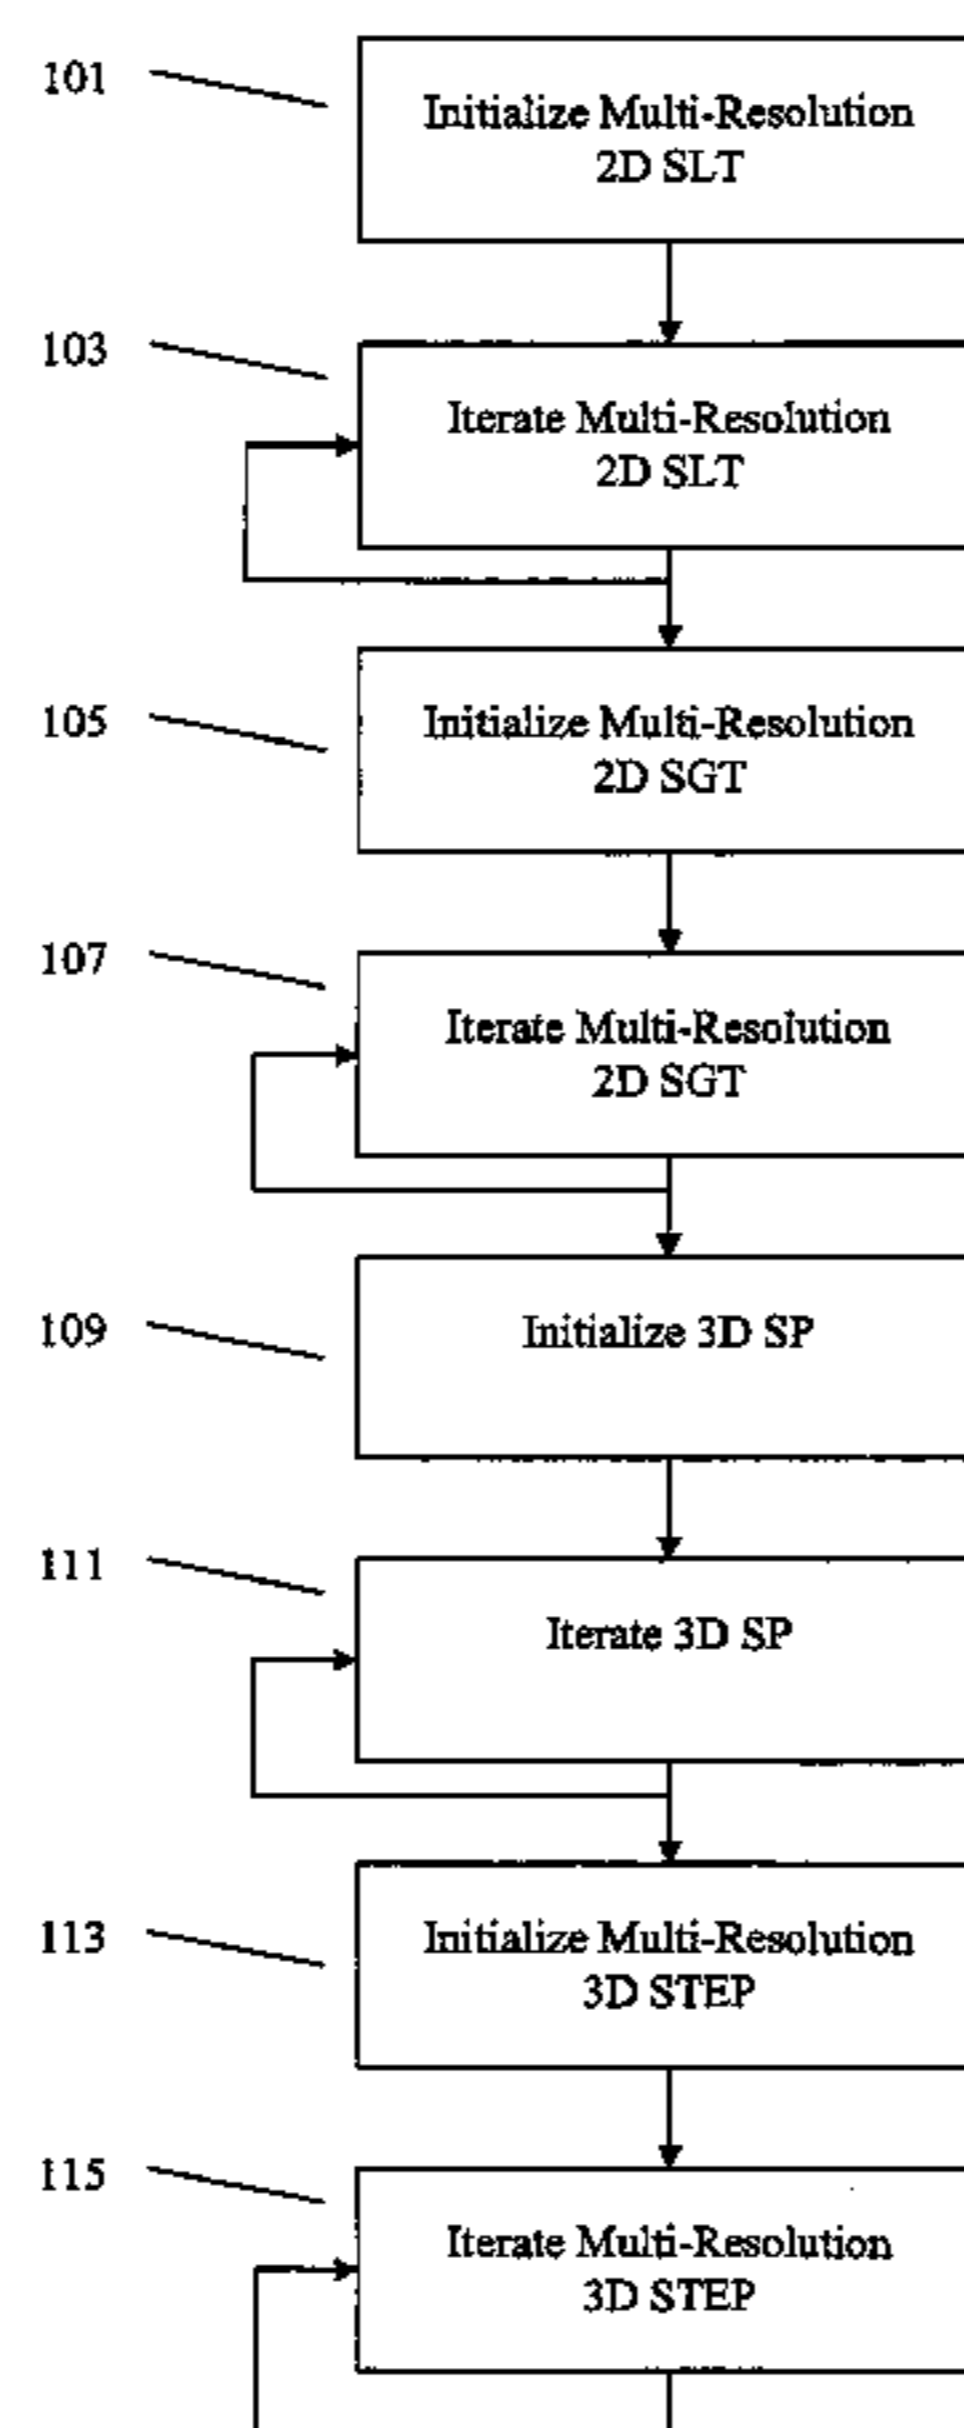 101
Initialize Multi-Resolution
2D SLT
103
Iterate Multi-Resolution
2D SLT
105
Initialize Multi-Resolution
2D SGT
107
Iterate Multi-Resolution
2D SGT
109
Initialize 3D SP
111
Iterate 3D SP
113
Initialize Multi-Resolution
3D STEP
115
Iterate Multi-Resolution
3D STEP